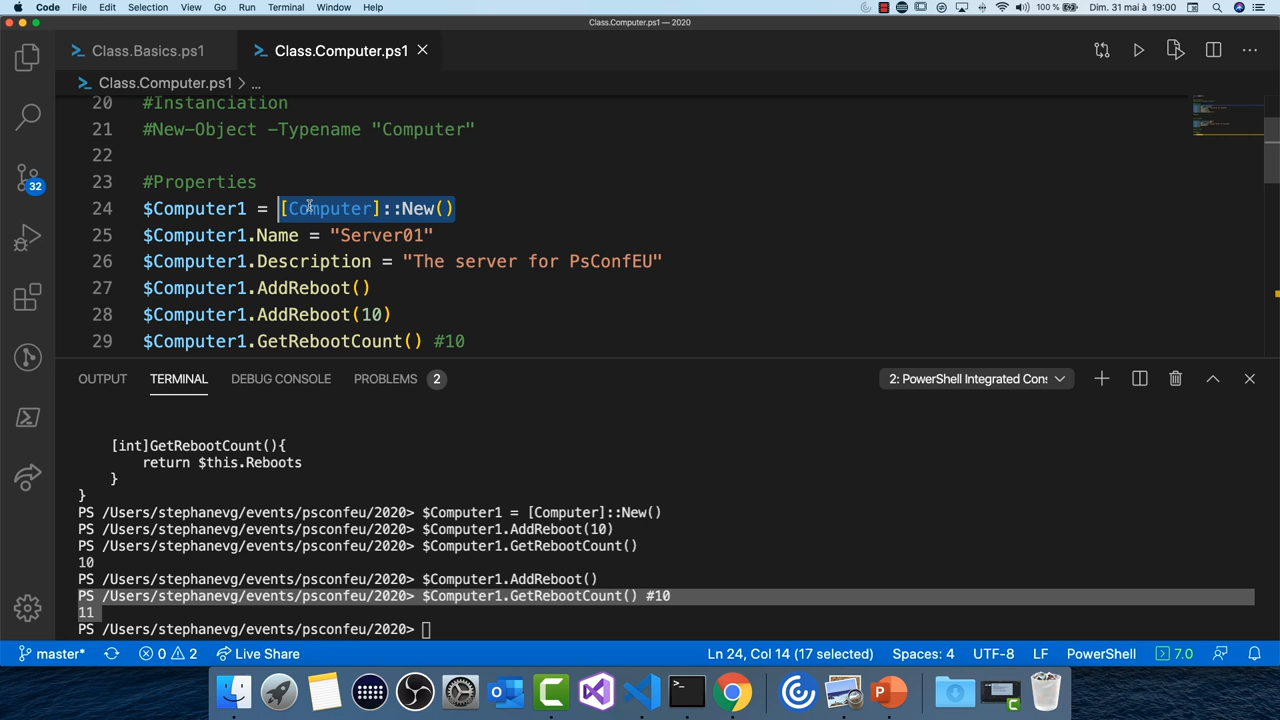 Code File Edit Selection View Go Run Terminal Window Help 100 % Dim. 31 mai à 19:00
Class.Computer.ps1 — 2020
Class.Basics.ps1 Class.Computer.ps1
Class.Computer.ps1 > ...
20 #Instanciation
21 #New-Object -Typename "Computer"
22
23 #Properties
24 $Computer1 = [Computer]::New()
25 $Computer1.Name = "Server01"
26 $Computer1.Description = "The server for PsConfEU"
27 $Computer1.AddReboot()
28 $Computer1.AddReboot(10)
29 $Computer1.GetRebootCount() #10
32
OUTPUT TERMINAL DEBUG CONSOLE PROBLEMS 2 2: PowerShell Integrated Cons
[int]GetRebootCount(){
return $this.Reboots
}
}
PS /Users/stephanevg/events/psconfeu/2020> $Computer1 = [Computer]::New()
PS /Users/stephanevg/events/psconfeu/2020> $Computer1.AddReboot(10)
PS /Users/stephanevg/events/psconfeu/2020> $Computer1.GetRebootCount()
10
PS /Users/stephanevg/events/psconfeu/2020> $Computer1.AddReboot()
PS /Users/stephanevg/events/psconfeu/2020> $Computer1.GetRebootCount() #10
11
PS /Users/stephanevg/events/psconfeu/2020>
master* 0 2 Live Share Ln 24, Col 14 (17 selected) Spaces: 4 UTF-8 LF PowerShell 7.0